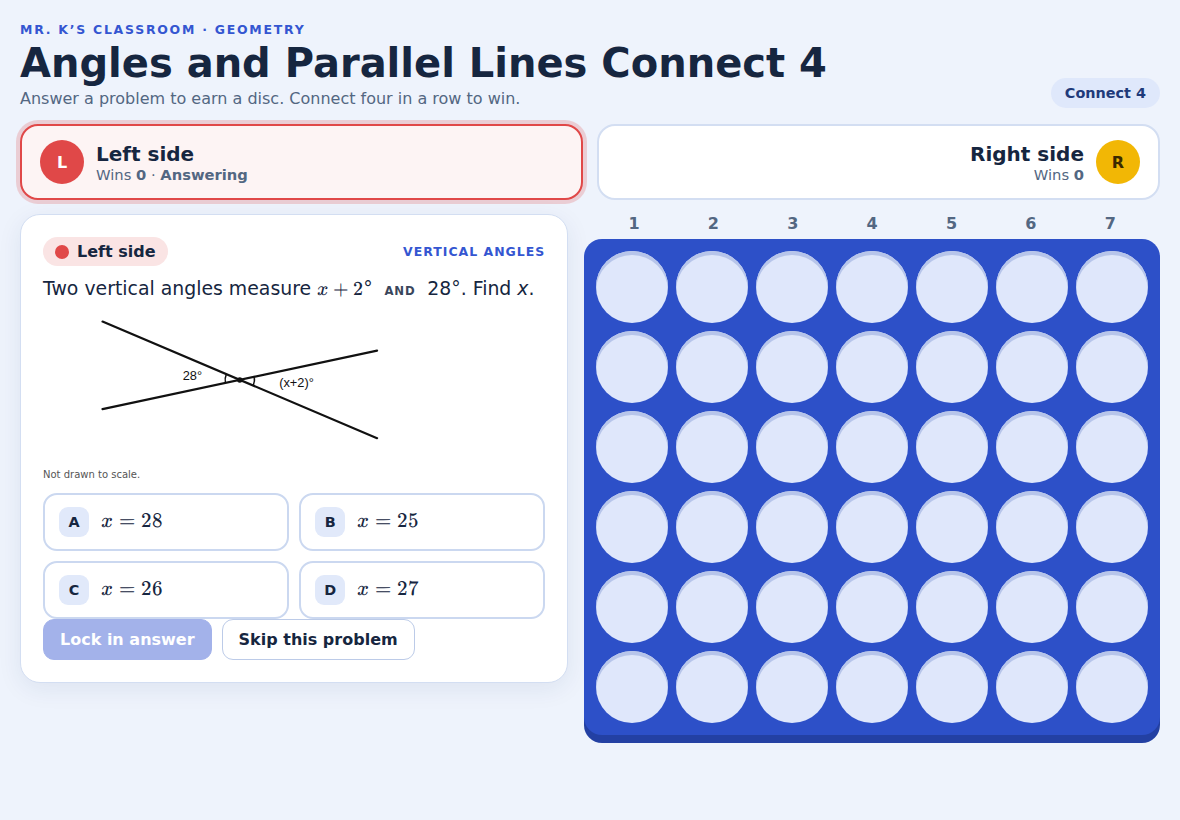 MR. K’S CLASSROOM · GEOMETRY
Angles and Parallel Lines Connect 4
Answer a problem to earn a disc. Connect four in a row to win.
Connect 4
L
Left side
Wins 0 · Answering
Right side
Wins 0
R
Left side
VERTICAL ANGLES
Two vertical angles measure x + 2° AND 28°. Find x.
28°
(x+2)°
Not drawn to scale.
A x = 28
B x = 25
C x = 26
D x = 27
Lock in answer
Skip this problem
1 2 3 4 5 6 7